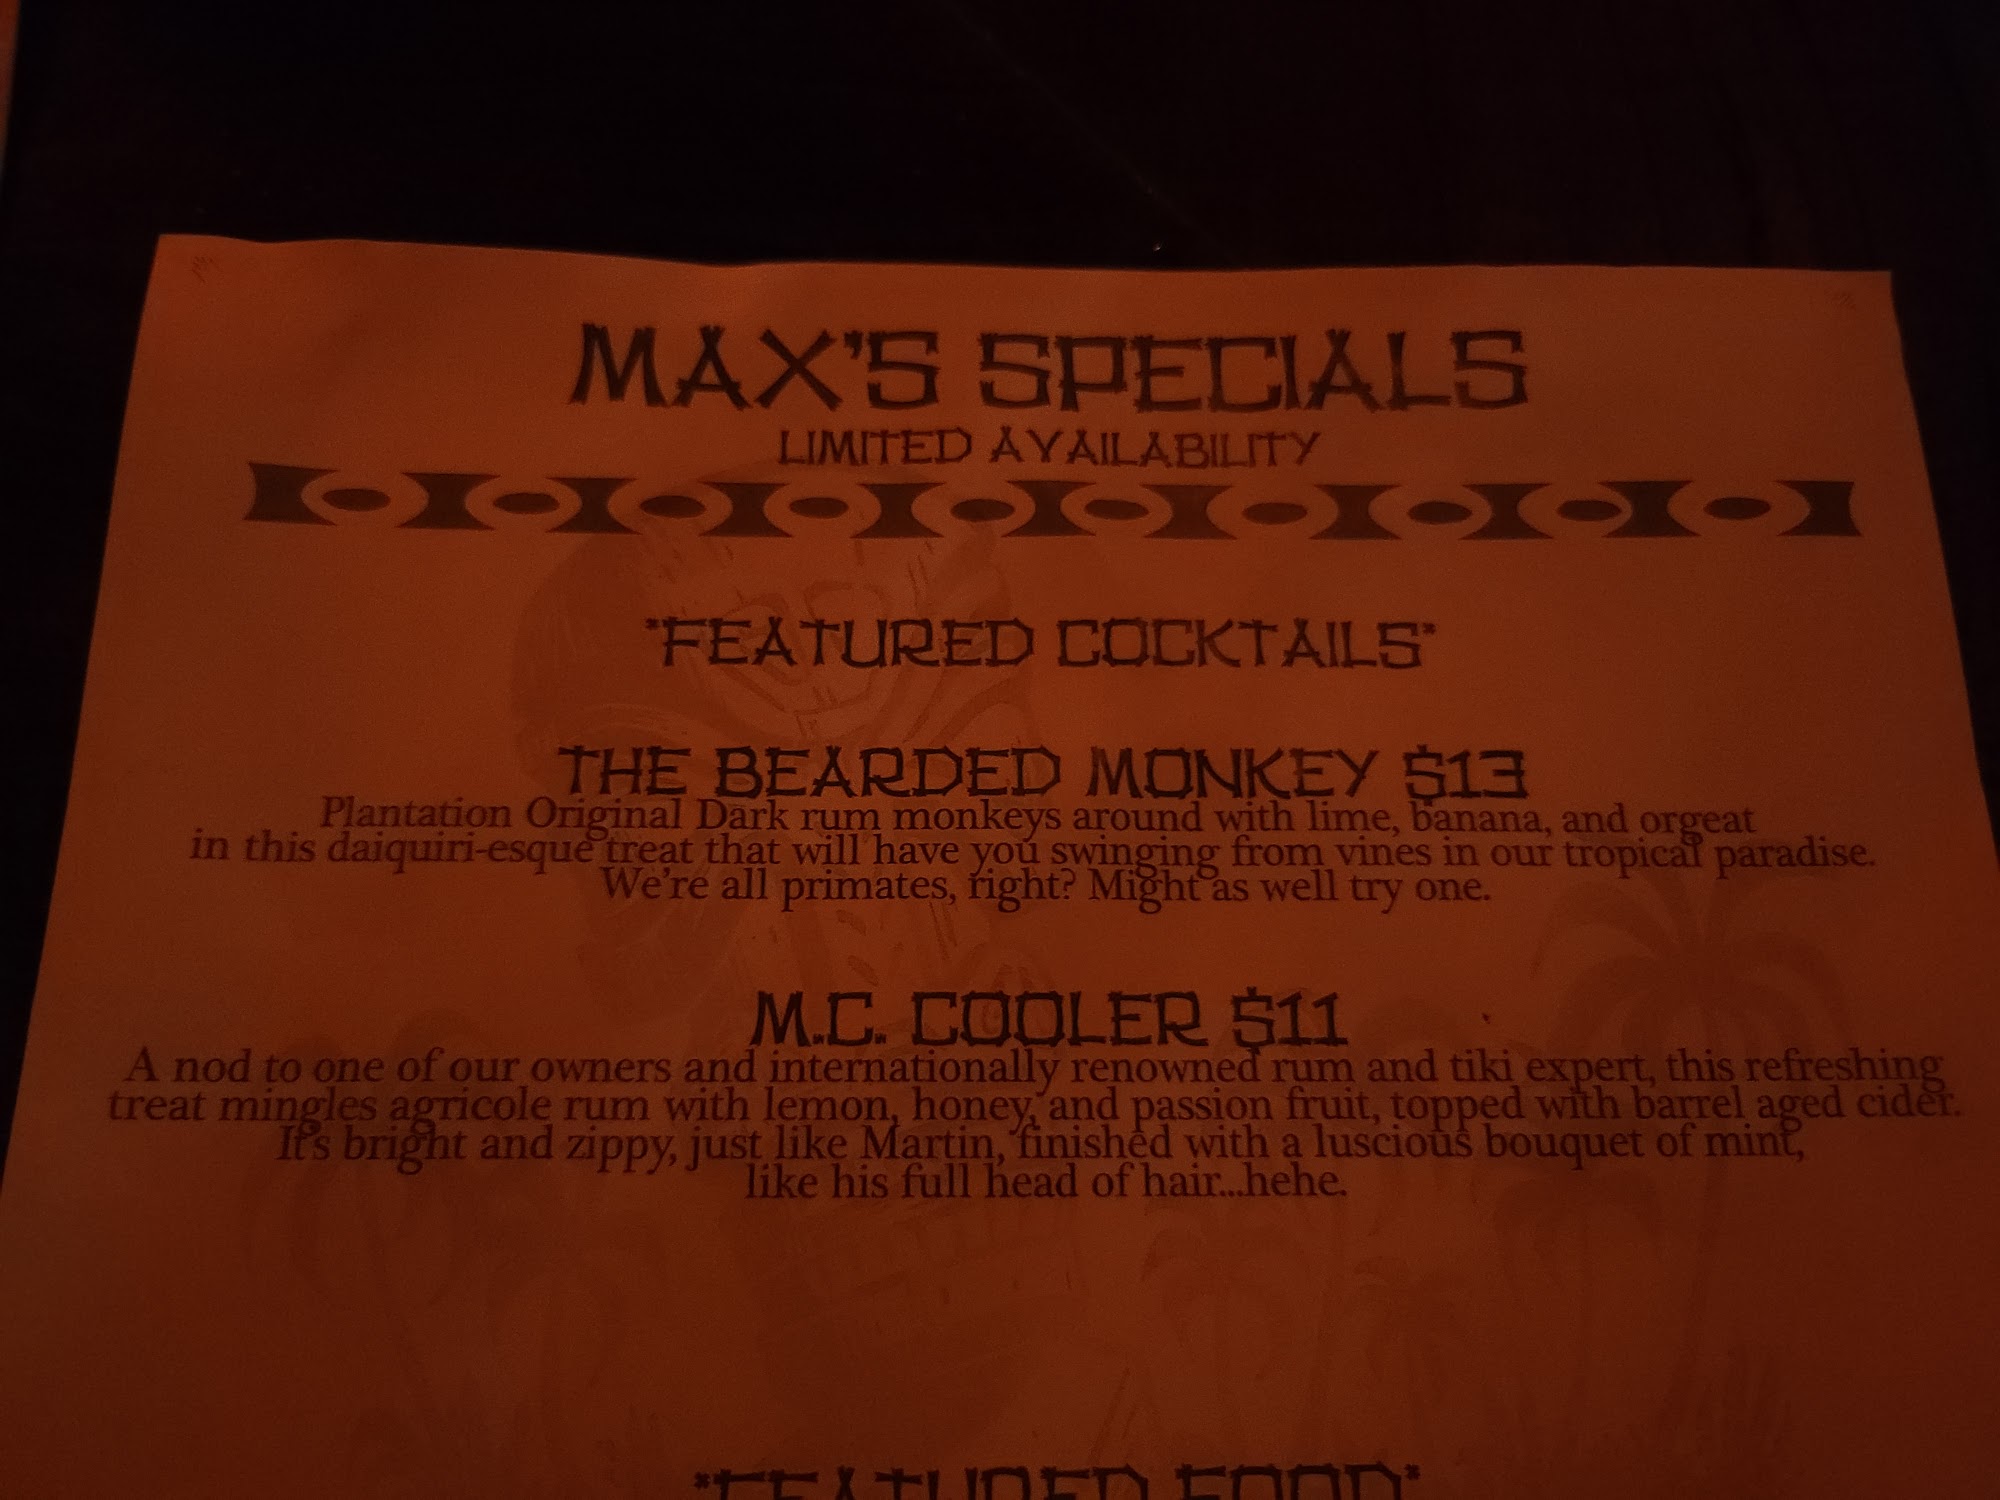 MAX'S SPECIALS
LIMITED AVAILABILITY
*FEATURED COCKTAILS*
THE BEARDED MONKEY $13
Plantation Original Dark rum monkeys around with lime, banana, and orgeat
in this daiquiri-esque treat that will have you swinging from vines in our tropical paradise.
We're all primates, right? Might as well try one.
M.C. COOLER $11
A nod to one of our owners and internationally renowned rum and tiki expert, this refreshing
treat mingles agricole rum with lemon, honey, and passion fruit, topped with barrel aged cider.
It's bright and zippy, just like Martin, finished with a luscious bouquet of mint,
like his full head of hair...hehe.
*FEATURED FOOD*